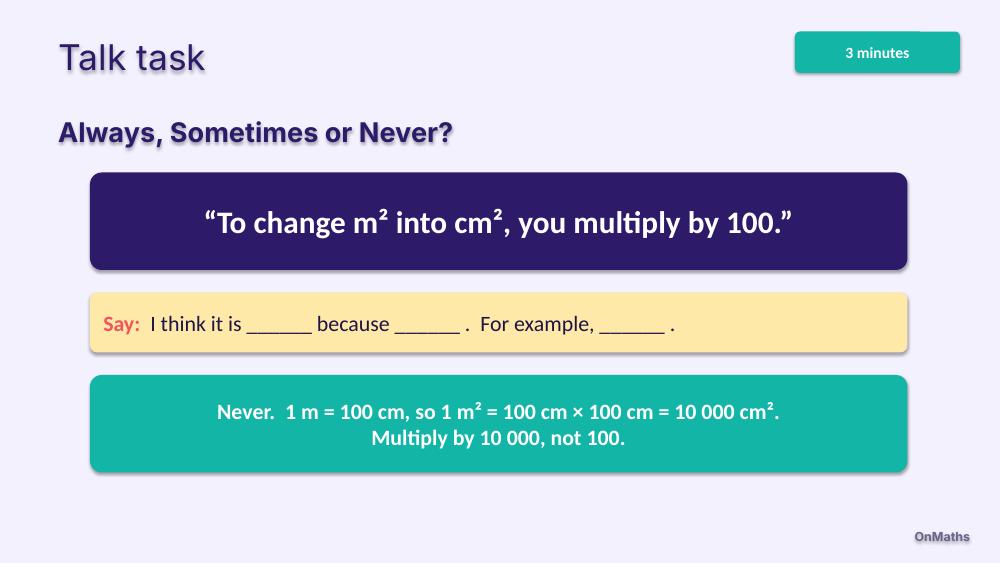 Talk task
3 minutes
Always, Sometimes or Never?
“To change m² into cm², you multiply by 100.”
Say: I think it is ______ because ______ . For example, ______ .
Never. 1 m = 100 cm, so 1 m² = 100 cm × 100 cm = 10 000 cm².
Multiply by 10 000, not 100.
OnMaths